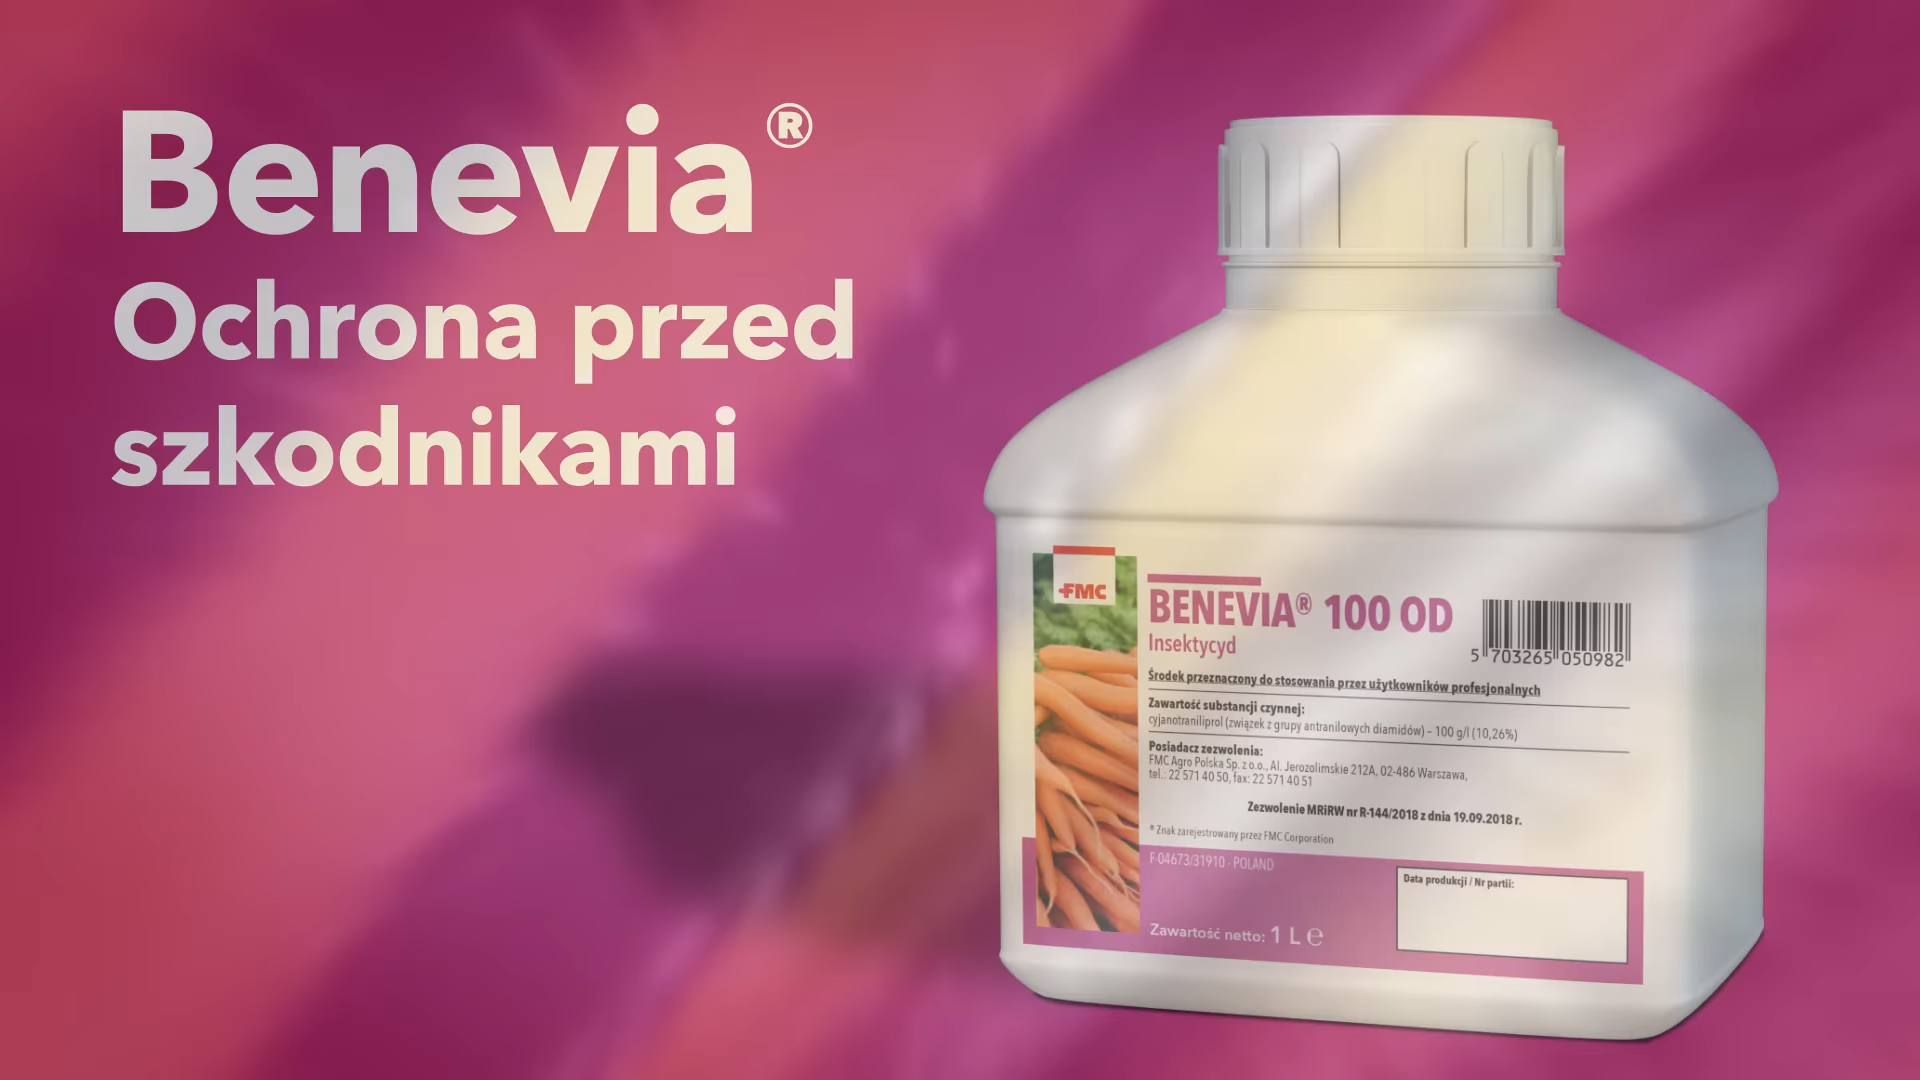 Benevia®
Ochrona przed
szkodnikami
FMC
BENEVIA® 100 OD
Insektycyd
5 703265 050982
Środek przeznaczony do stosowania przez użytkowników profesjonalnych
Zawartość substancji czynnej:
cyjanotraniliprol (związek z grupy antranilowych diamidów) – 100 g/l (10,26%)
Posiadacz zezwolenia:
FMC Agro Polska Sp. z o.o., Al. Jerozolimskie 212A, 02-486 Warszawa,
tel.: 22 571 40 50, fax: 22 571 40 51
Zezwolenie MRiRW nr R-144/2018 z dnia 19.09.2018 r.
® Znak zarejestrowany przez FMC Corporation
F-04673/31910 - POLAND
Data produkcji / Nr partii:
Zawartość netto: 1 L ℮